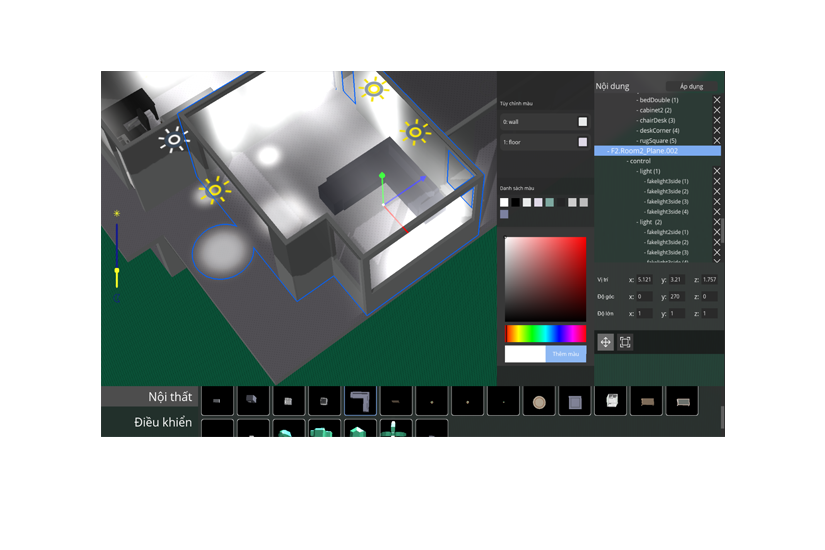 Nội dung
Áp dụng
- bedDouble (1)
- cabinet2 (2)
- chairDesk (3)
- deskCorner (4)
- rugSquare (5)
- F2.Room2_Plane.002
- control
- light (1)
- fakelight3side (1)
- fakelight3side (2)
- fakelight3side (3)
- fakelight3side (4)
- light (2)
- fakelight2side (1)
- fakelight3side (2)
- fakelight3side (3)
Tùy chỉnh màu
0: wall
1: floor
Danh sách màu
Thêm màu
Vị trí x: 5.121 y: 3.21 z: 1.757
Độ góc x: 0 y: 270 z: 0
Độ lớn x: 1 y: 1 z: 1
Nội thất
Điều khiển